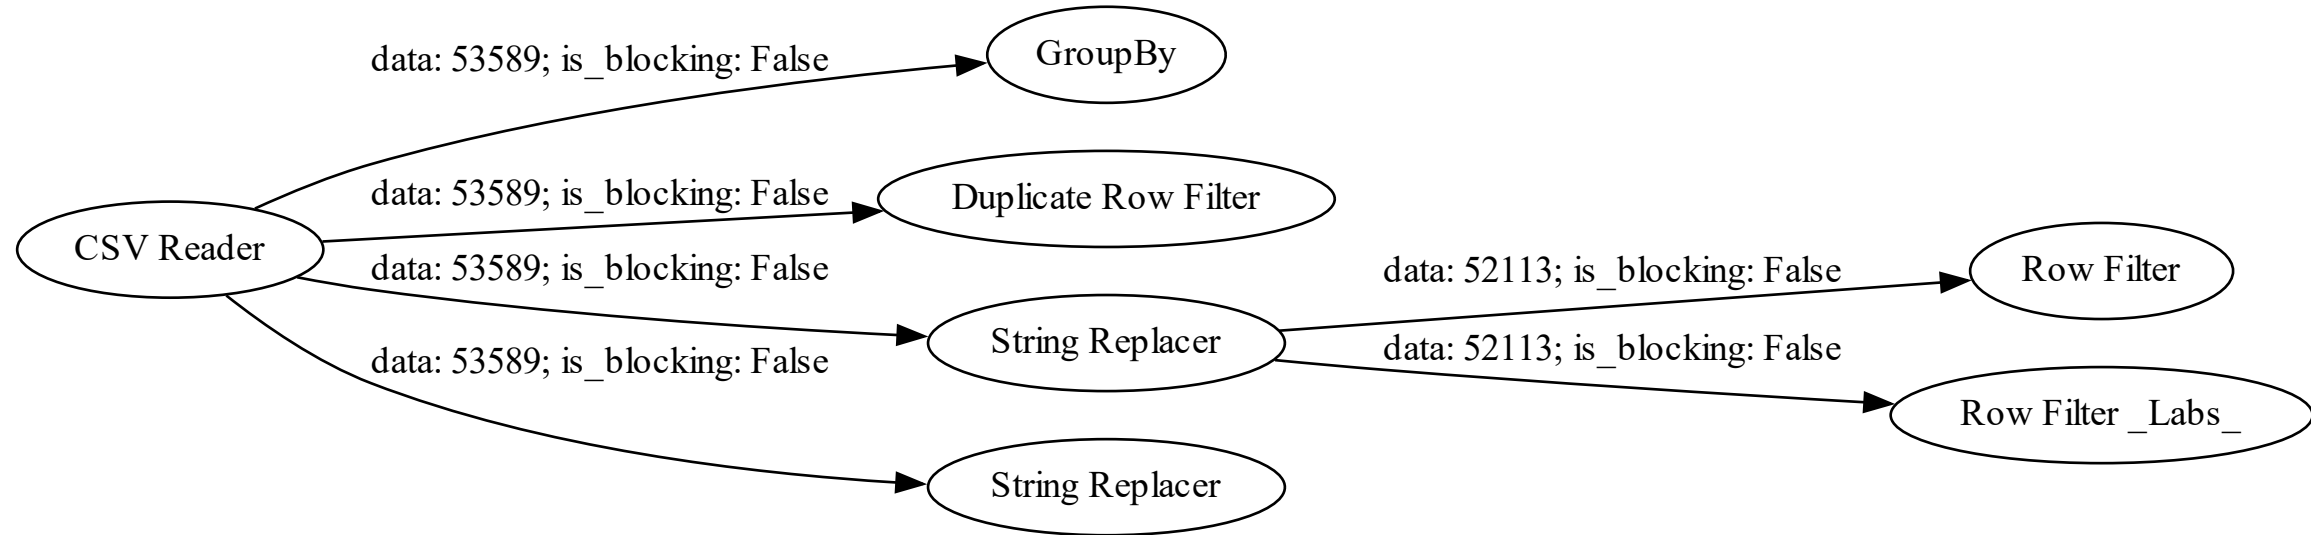 data: 53589; is_blocking: False
GroupBy
data: 53589; is_blocking: False
Duplicate Row Filter
CSV Reader
data: 53589; is_blocking: False
String Replacer
data: 52113; is_blocking: False
Row Filter
data: 52113; is_blocking: False
Row Filter _Labs_
data: 53589; is_blocking: False
String Replacer